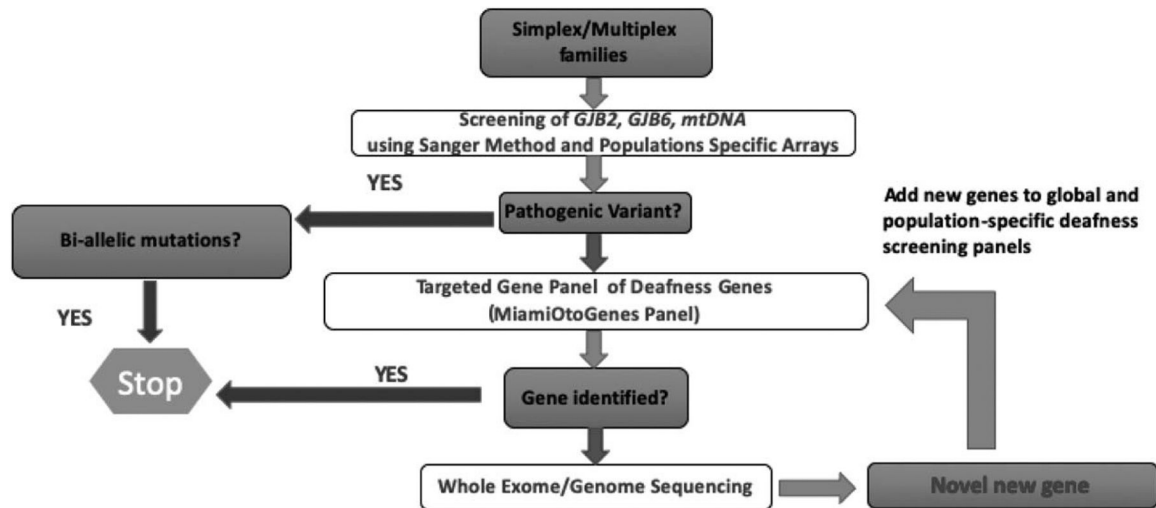 Simplex/Multiplex
families
Screening of GJB2, GJB6, mtDNA
using Sanger Method and Populations Specific Arrays
YES
Pathogenic Variant?
Bi-allelic mutations?
Add new genes to global and
population-specific deafness
screening panels
Targeted Gene Panel of Deafness Genes
(MiamiOtoGenes Panel)
YES
Stop
YES
Gene identified?
Whole Exome/Genome Sequencing
Novel new gene